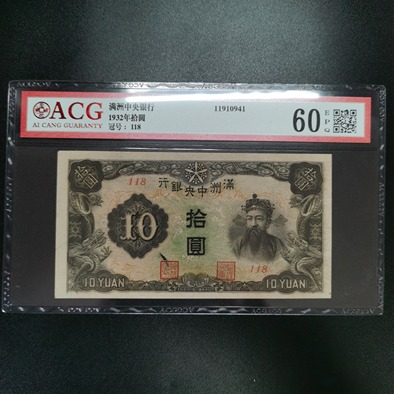 ACG
AI CANG GUARANTY
满洲中央银行
1932年拾圆
冠号: 118
11910941
60
EPQ
行銀央中洲滿
118
10
拾圓
118
10 YUAN
10 YUAN